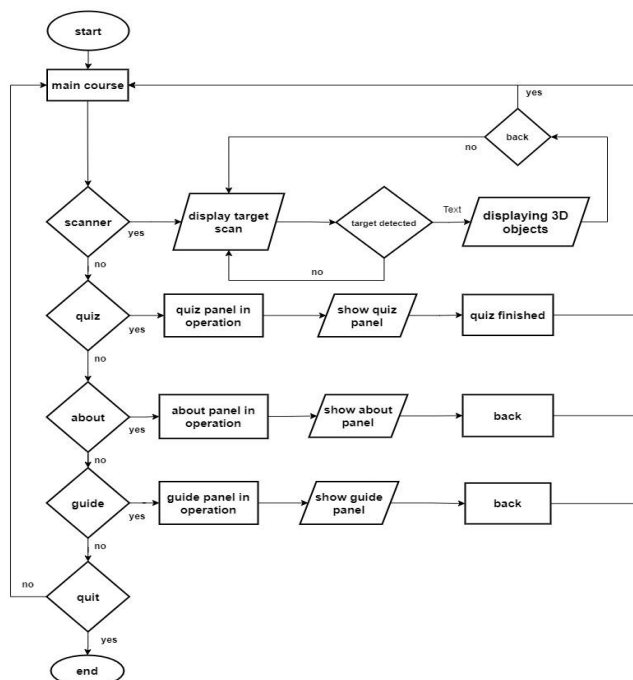 start
main course
yes
back
no
scanner
yes
display target
scan
target detected
Text
displaying 3D
objects
no
no
quiz
yes
quiz panel in
operation
show quiz
panel
quiz finished
no
about
yes
about panel in
operation
show about
panel
back
no
guide
yes
guide panel in
operation
show guide
panel
back
no
no
quit
yes
end